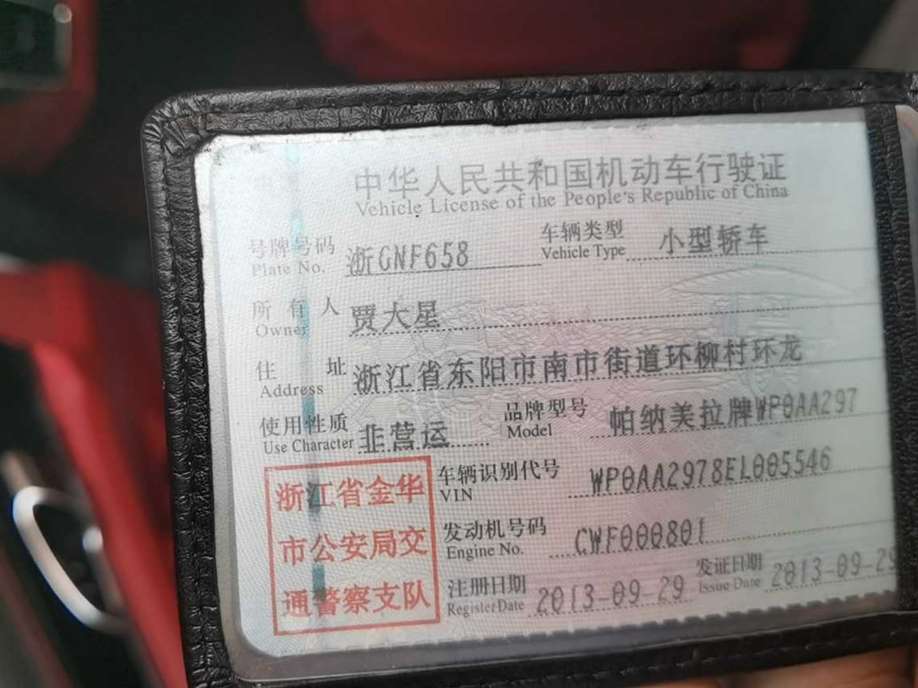 中华人民共和国机动车行驶证
Vehicle License of the People's Republic of China
号牌号码 浙GNF658 车辆类型 小型轿车
Plate No. Vehicle Type
所有人 贾大星
Owner
住址 浙江省东阳市南市街道环柳村环龙
Address
使用性质 非营运 品牌型号 帕纳美拉牌WP0AA297
Use Character Model
浙江省金华
市公安局交
通警察支队
车辆识别代号 WP0AA2978EL005546
VIN
发动机号码 CWF000801
Engine No.
注册日期 2013-09-29 发证日期 2013-09-29
Register Date Issue Date